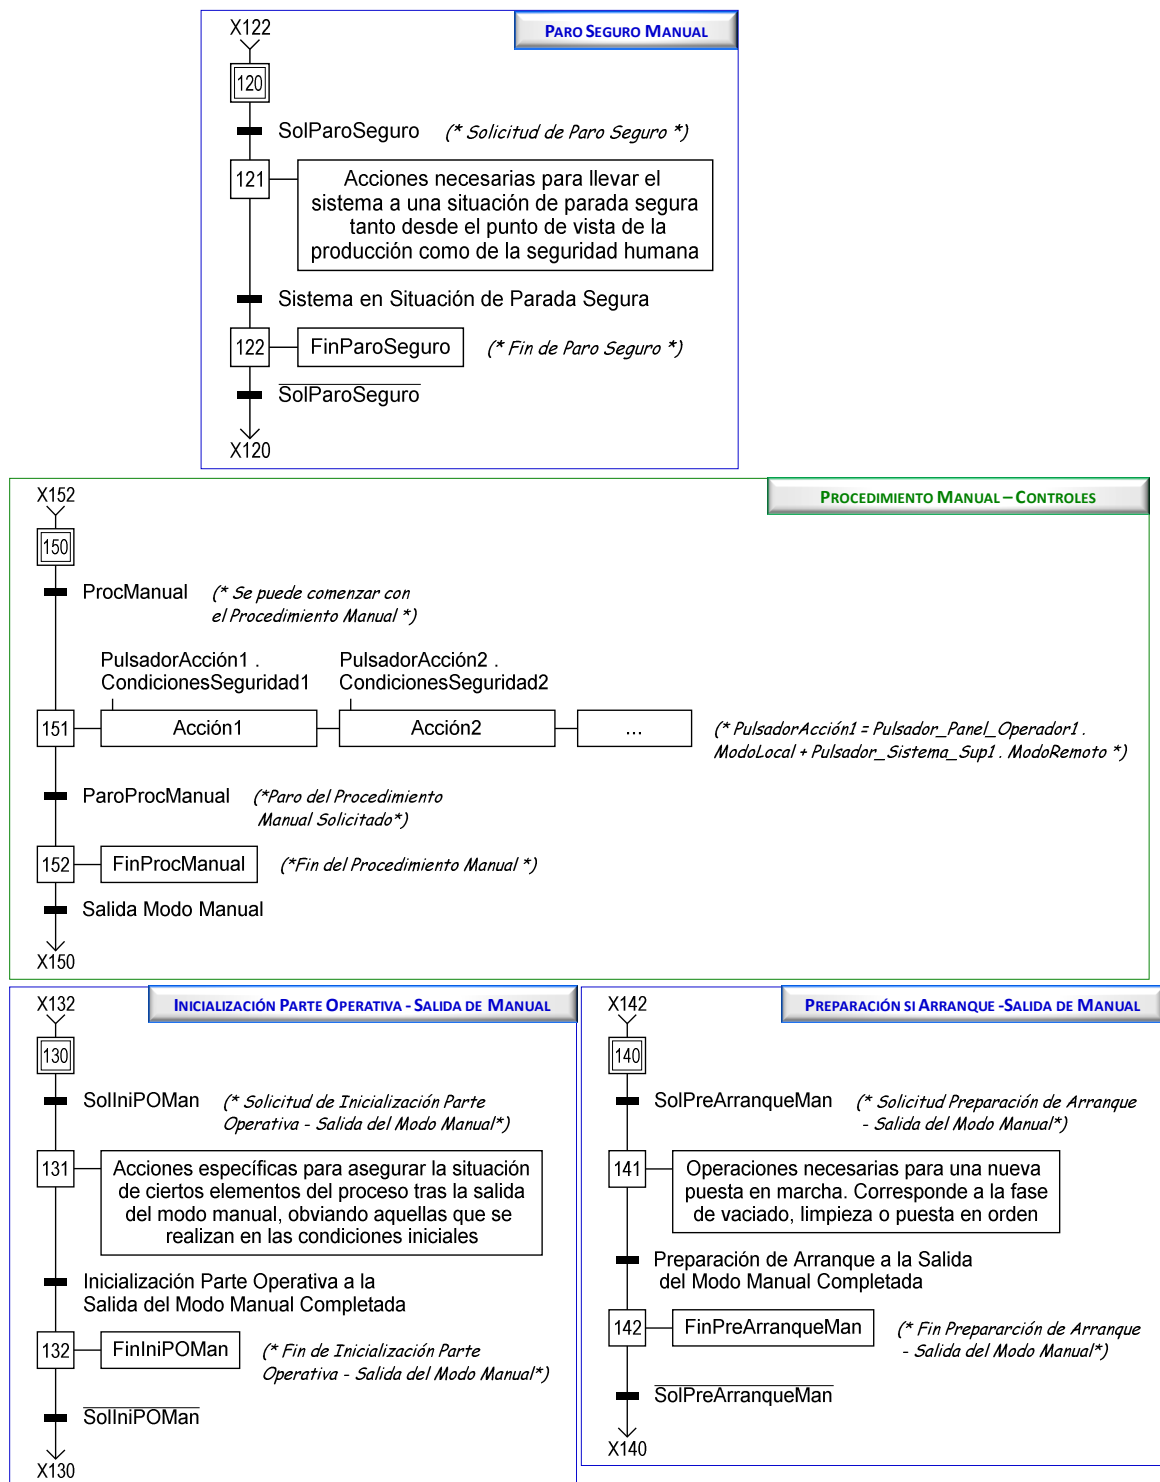 X122
PARO SEGURO MANUAL
120
SolParoSeguro (* Solicitud de Paro Seguro *)
121
Acciones necesarias para llevar el
sistema a una situación de parada segura
tanto desde el punto de vista de la
producción como de la seguridad humana
Sistema en Situación de Parada Segura
122
FinParoSeguro (* Fin de Paro Seguro *)
SolParoSeguro
X120
X152
PROCEDIMIENTO MANUAL – CONTROLES
150
ProcManual (* Se puede comenzar con
el Procedimiento Manual *)
PulsadorAcción1 .
CondicionesSeguridad1
PulsadorAcción2 .
CondicionesSeguridad2
151
Acción1
Acción2
...
(* PulsadorAcción1 = Pulsador_Panel_Operador1 .
ModoLocal + Pulsador_Sistema_Sup1 . ModoRemoto *)
ParoProcManual (*Paro del Procedimiento
Manual Solicitado*)
152
FinProcManual (*Fin del Procedimiento Manual *)
Salida Modo Manual
X150
X132
INICIALIZACIÓN PARTE OPERATIVA - SALIDA DE MANUAL
130
SolIniPOMan (* Solicitud de Inicialización Parte
Operativa - Salida del Modo Manual*)
131
Acciones específicas para asegurar la situación
de ciertos elementos del proceso tras la salida
del modo manual, obviando aquellas que se
realizan en las condiciones iniciales
Inicialización Parte Operativa a la
Salida del Modo Manual Completada
132
FinIniPOMan (* Fin de Inicialización Parte
Operativa - Salida del Modo Manual*)
SolIniPOMan
X130
X142
PREPARACIÓN SI ARRANQUE -SALIDA DE MANUAL
140
SolPreArranqueMan (* Solicitud Preparación de Arranque
- Salida del Modo Manual*)
141
Operaciones necesarias para una nueva
puesta en marcha. Corresponde a la fase
de vaciado, limpieza o puesta en orden
Preparación de Arranque a la Salida
del Modo Manual Completada
142
FinPreArranqueMan (* Fin Prepararción de Arranque
- Salida del Modo Manual*)
SolPreArranqueMan
X140